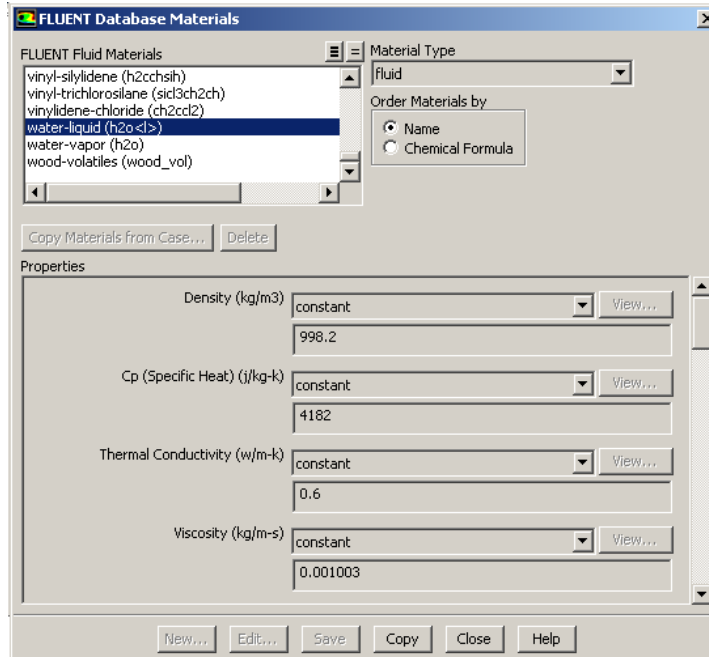 FLUENT Database Materials
FLUENT Fluid Materials
vinyl-silylidene (h2cchsih)
vinyl-trichlorosilane (sicl3ch2ch)
vinylidene-chloride (ch2ccl2)
water-liquid (h2o<l>)
water-vapor (h2o)
wood-volatiles (wood_vol)
Material Type
fluid
Order Materials by
Name
Chemical Formula
Copy Materials from Case... Delete
Properties
Density (kg/m3) constant View...
998.2
Cp (Specific Heat) (j/kg-k) constant View...
4182
Thermal Conductivity (w/m-k) constant View...
0.6
Viscosity (kg/m-s) constant View...
0.001003
New... Edit... Save Copy Close Help